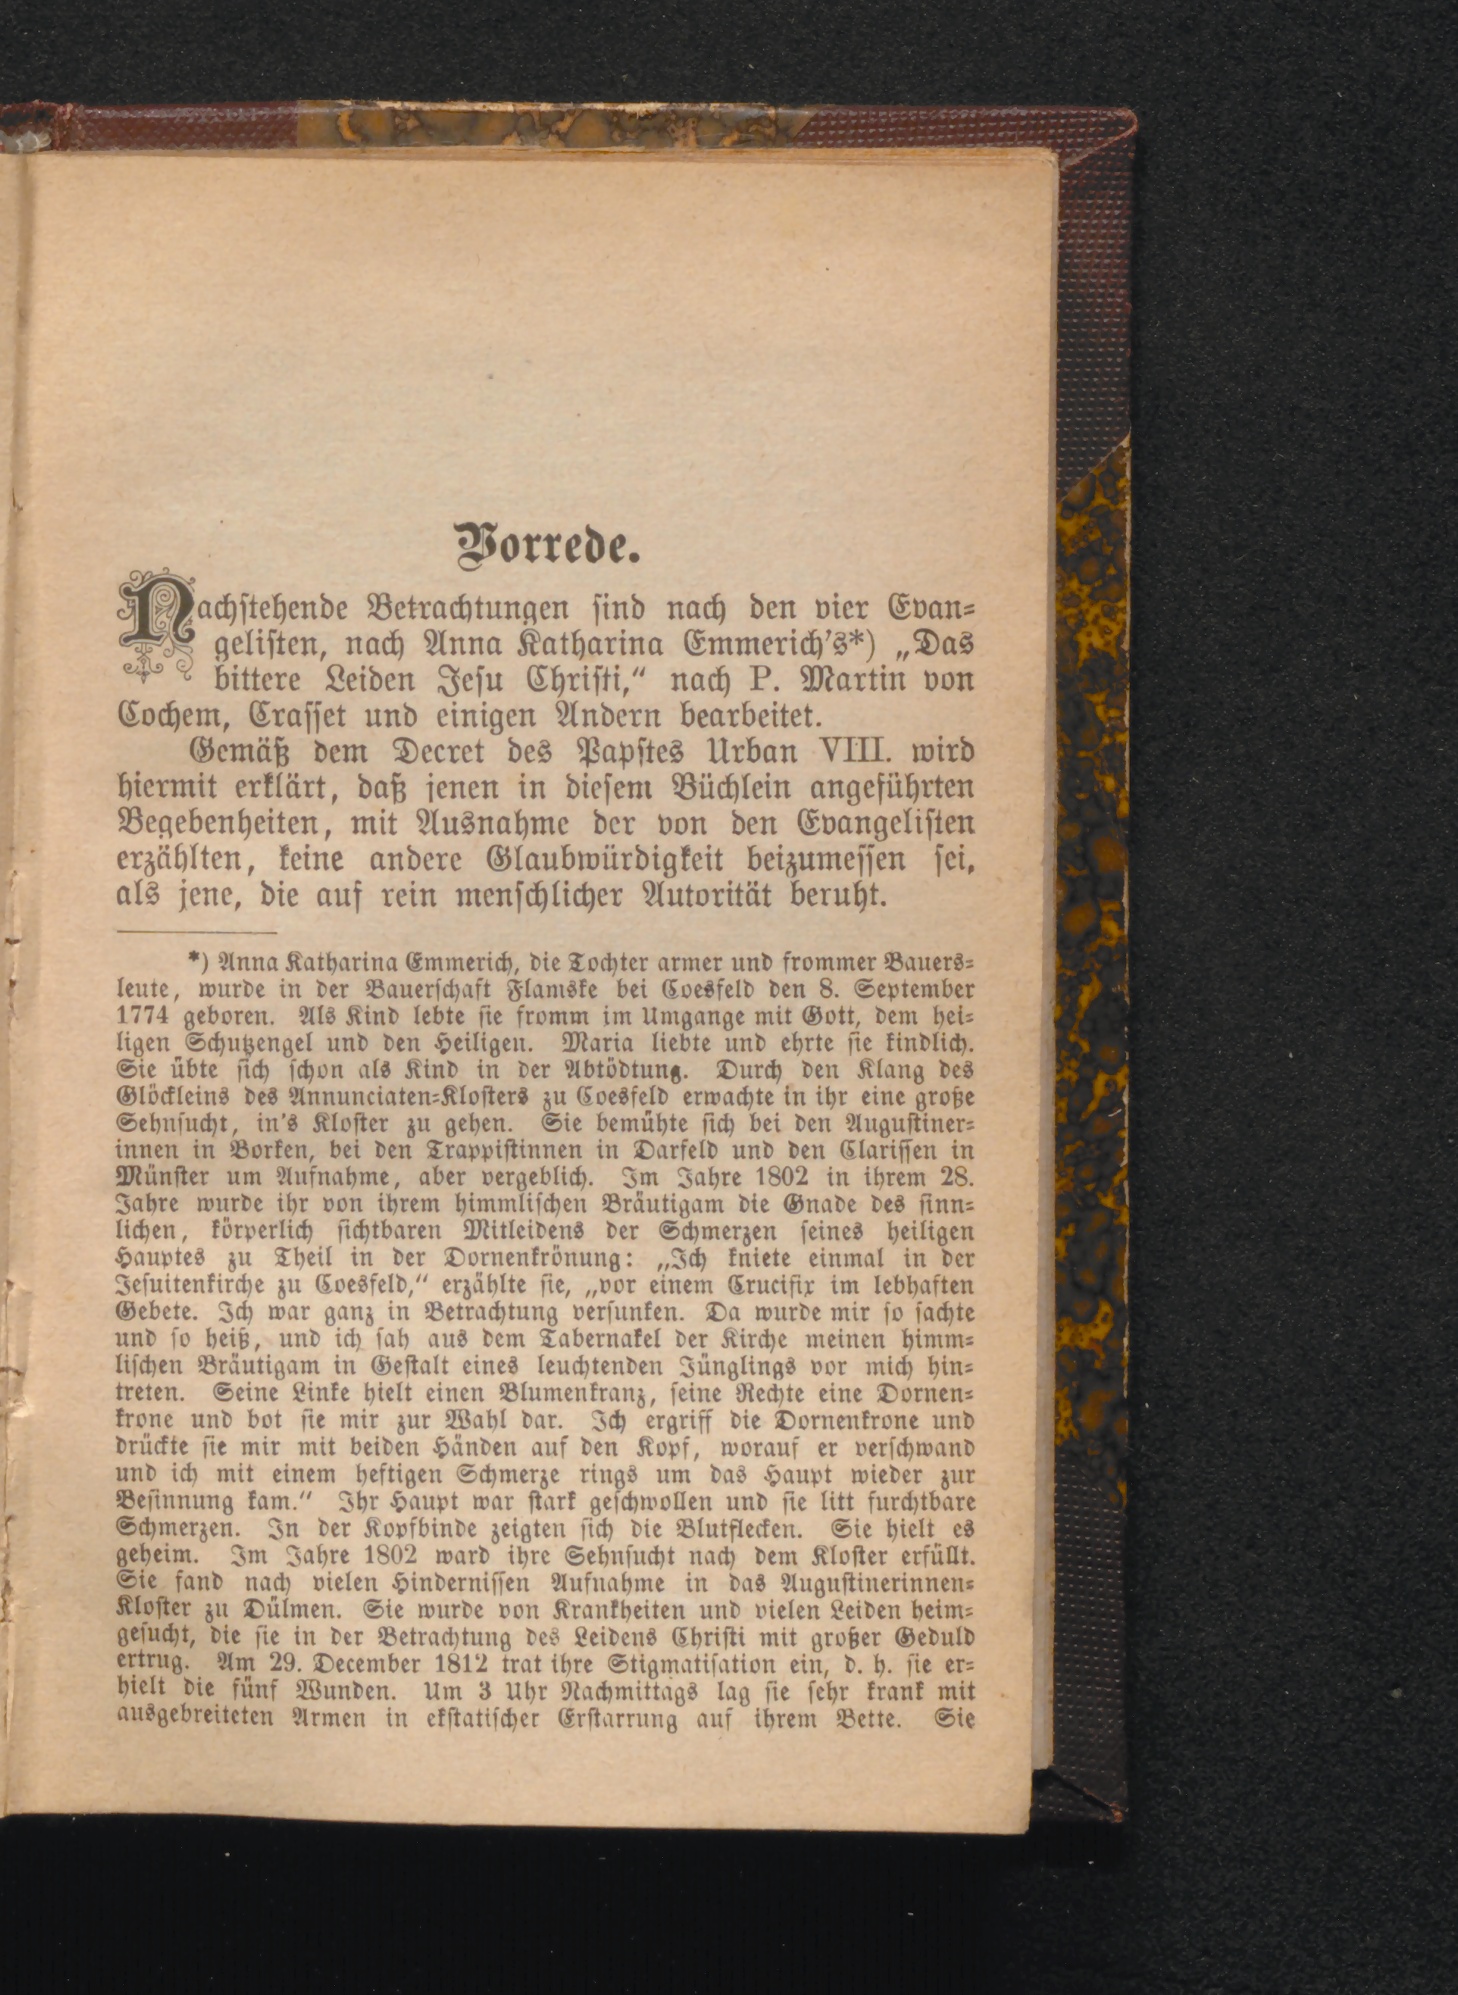 Vorrede.
Nachstehende Betrachtungen sind nach den vier Evan-
gelisten, nach Anna Katharina Emmerich's*) „Das
bittere Leiden Jesu Christi,“ nach P. Martin von
Cochem, Crasset und einigen Andern bearbeitet.
Gemäß dem Decret des Papstes Urban VIII. wird
hiermit erklärt, daß jenen in diesem Büchlein angeführten
Begebenheiten, mit Ausnahme der von den Evangelisten
erzählten, keine andere Glaubwürdigkeit beizumessen sei,
als jene, die auf rein menschlicher Autorität beruht.
*) Anna Katharina Emmerich, die Tochter armer und frommer Bauers-
leute, wurde in der Bauerschaft Flamske bei Coesfeld den 8. September
1774 geboren. Als Kind lebte sie fromm im Umgange mit Gott, dem hei-
ligen Schutzengel und den Heiligen. Maria liebte und ehrte sie kindlich.
Sie übte sich schon als Kind in der Abtödtung. Durch den Klang des
Glöckleins des Annunciaten-Klosters zu Coesfeld erwachte in ihr eine große
Sehnsucht, in's Kloster zu gehen. Sie bemühte sich bei den Augustiner-
innen in Borken, bei den Trappistinnen in Darfeld und den Clarissen in
Münster um Aufnahme, aber vergeblich. Im Jahre 1802 in ihrem 28.
Jahre wurde ihr von ihrem himmlischen Bräutigam die Gnade des sinn-
lichen, körperlich sichtbaren Mitleidens der Schmerzen seines heiligen
Hauptes zu Theil in der Dornenkrönung: „Ich kniete einmal in der
Jesuitenkirche zu Coesfeld,“ erzählte sie, „vor einem Crucifix im lebhaften
Gebete. Ich war ganz in Betrachtung versunken. Da wurde mir so sachte
und so heiß, und ich sah aus dem Tabernakel der Kirche meinen himm-
lischen Bräutigam in Gestalt eines leuchtenden Jünglings vor mich hin-
treten. Seine Linke hielt einen Blumenkranz, seine Rechte eine Dornen-
krone und bot sie mir zur Wahl dar. Ich ergriff die Dornenkrone und
drückte sie mir mit beiden Händen auf den Kopf, worauf er verschwand
und ich mit einem heftigen Schmerze rings um das Haupt wieder zur
Besinnung kam.“ Ihr Haupt war stark geschwollen und sie litt furchtbare
Schmerzen. In der Kopfbinde zeigten sich die Blutflecken. Sie hielt es
geheim. Im Jahre 1802 ward ihre Sehnsucht nach dem Kloster erfüllt.
Sie fand nach vielen Hindernissen Aufnahme in das Augustinerinnen-
Kloster zu Dülmen. Sie wurde von Krankheiten und vielen Leiden heim-
gesucht, die sie in der Betrachtung des Leidens Christi mit großer Geduld
ertrug. Am 29. December 1812 trat ihre Stigmatisation ein, d. h. sie er-
hielt die fünf Wunden. Um 3 Uhr Nachmittags lag sie sehr krank mit
ausgebreiteten Armen in ekstatischer Erstarrung auf ihrem Bette. Sie